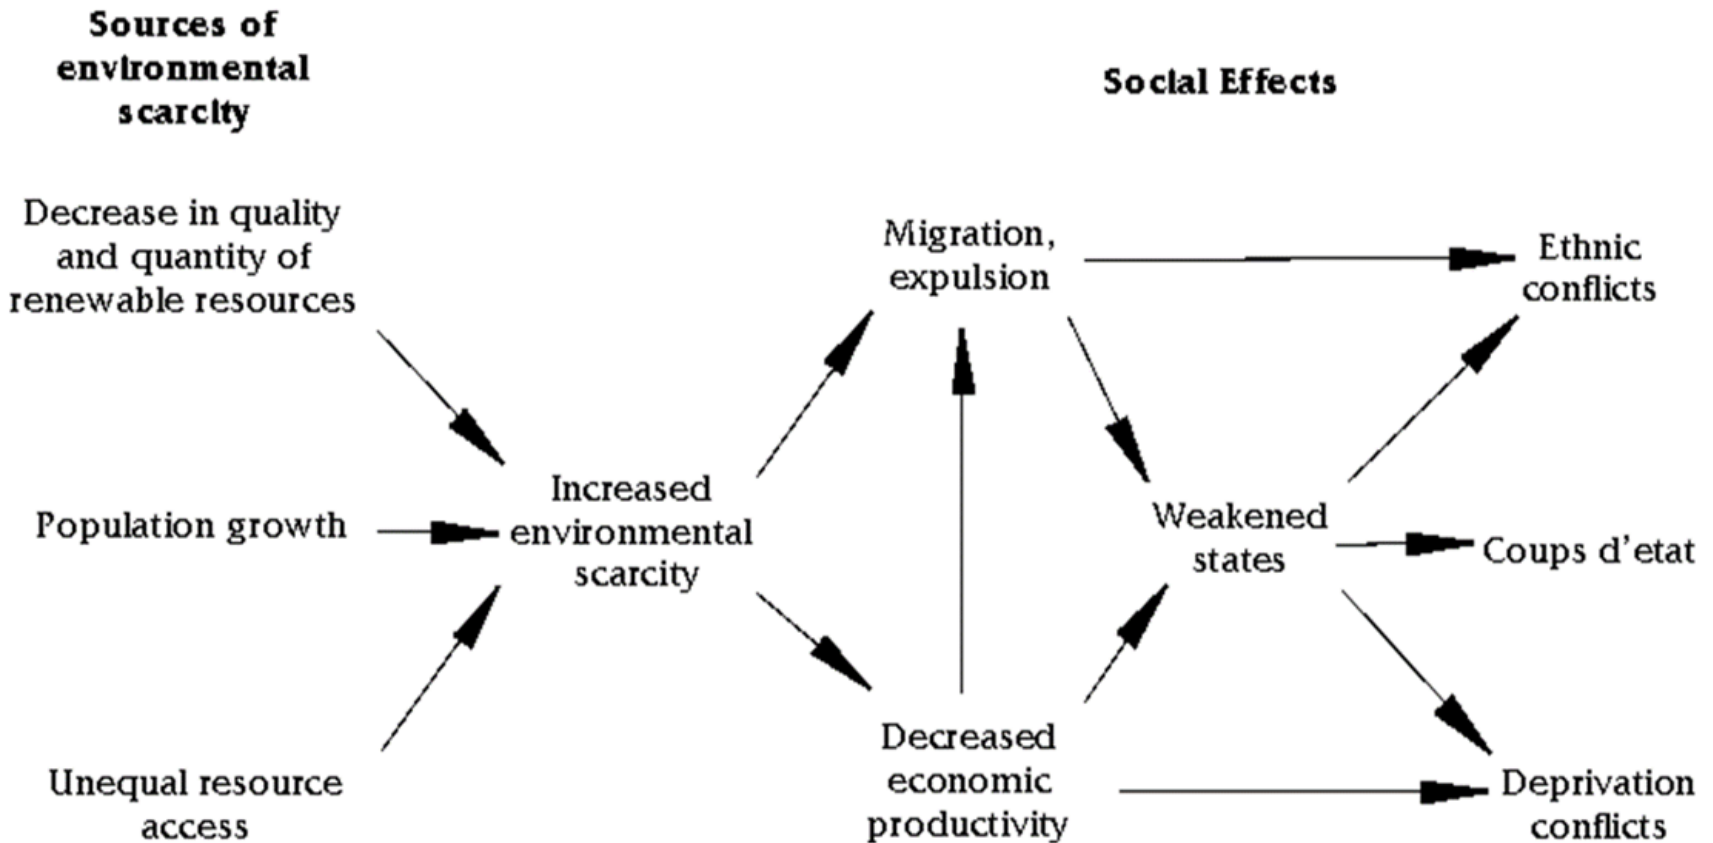 Sources of
environmental
scarcity
Social Effects
Decrease in quality
and quantity of
renewable resources
Migration,
expulsion
Ethnic
conflicts
Population growth
Increased
environmental
scarcity
Weakened
states
Coups d'etat
Unequal resource
access
Decreased
economic
productivity
Deprivation
conflicts